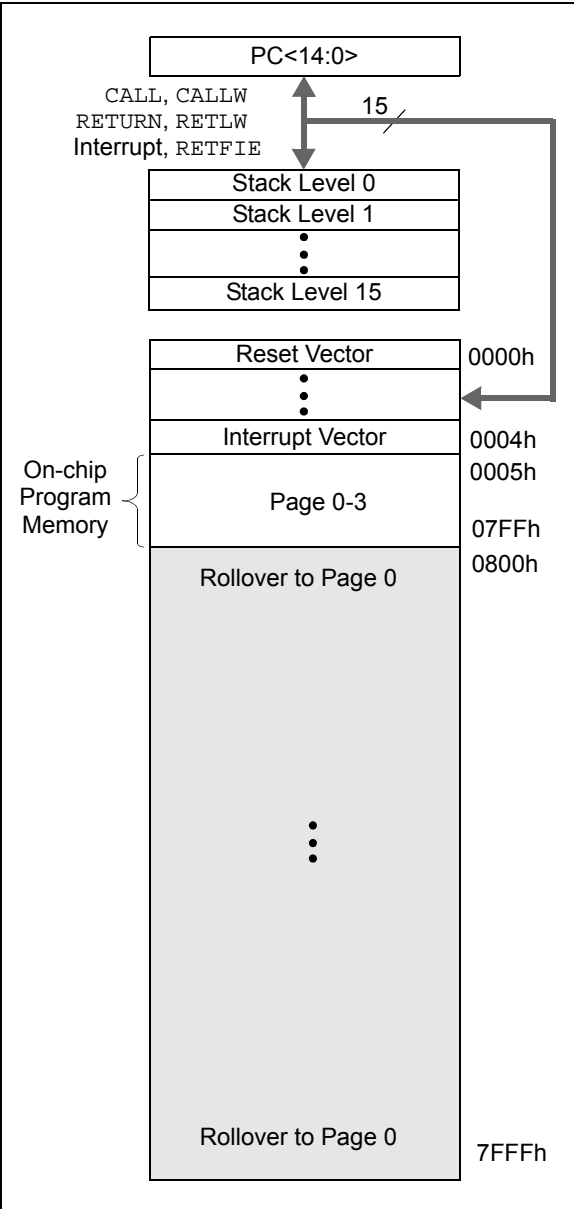 PC<14:0>
CALL, CALLW
RETURN, RETLW
Interrupt, RETFIE
15
Stack Level 0
Stack Level 1
Stack Level 15
Reset Vector
0000h
Interrupt Vector
0004h
On-chip
Program
Memory
Page 0-3
0005h
07FFh
Rollover to Page 0
0800h
Rollover to Page 0
7FFFh